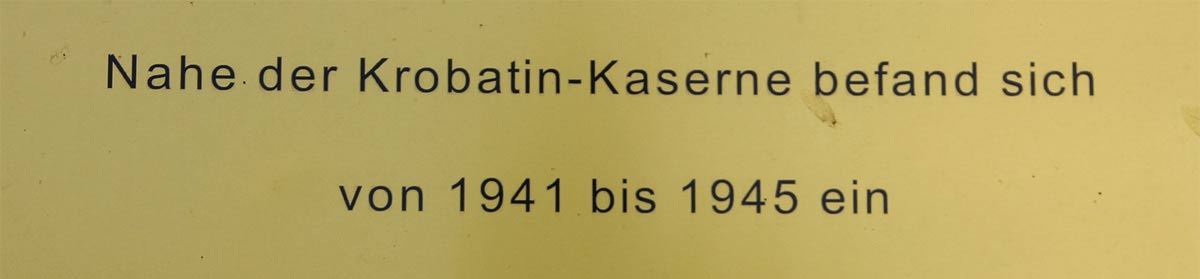 Nahe der Krobatin-Kaserne befand sich
von 1941 bis 1945 ein